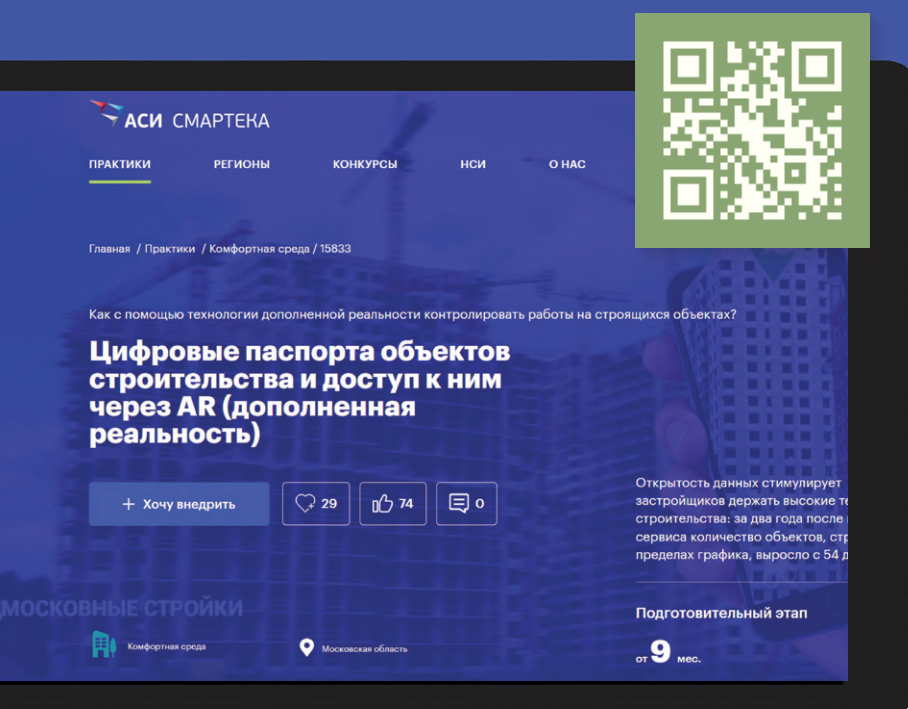 АСИ СМАРТЕКА
ПРАКТИКИ РЕГИОНЫ КОНКУРСЫ НСИ О НАС
Главная / Практики / Комфортная среда / 15833
Как с помощью технологии дополненной реальности контролировать работы на строящихся объектах?
Цифровые паспорта объектов
строительства и доступ к ним
через AR (дополненная
реальность)
+ Хочу внедрить 29 74 0
Открытость данных стимулирует
застройщиков держать высокие
строительства: за два года после
сервиса количество объектов,
пределах графика, выросло с 54
МОСКОВНЫЕ СТРОЙКИ
Подготовительный этап
от 9 мес.
Комфортная среда
Московская область